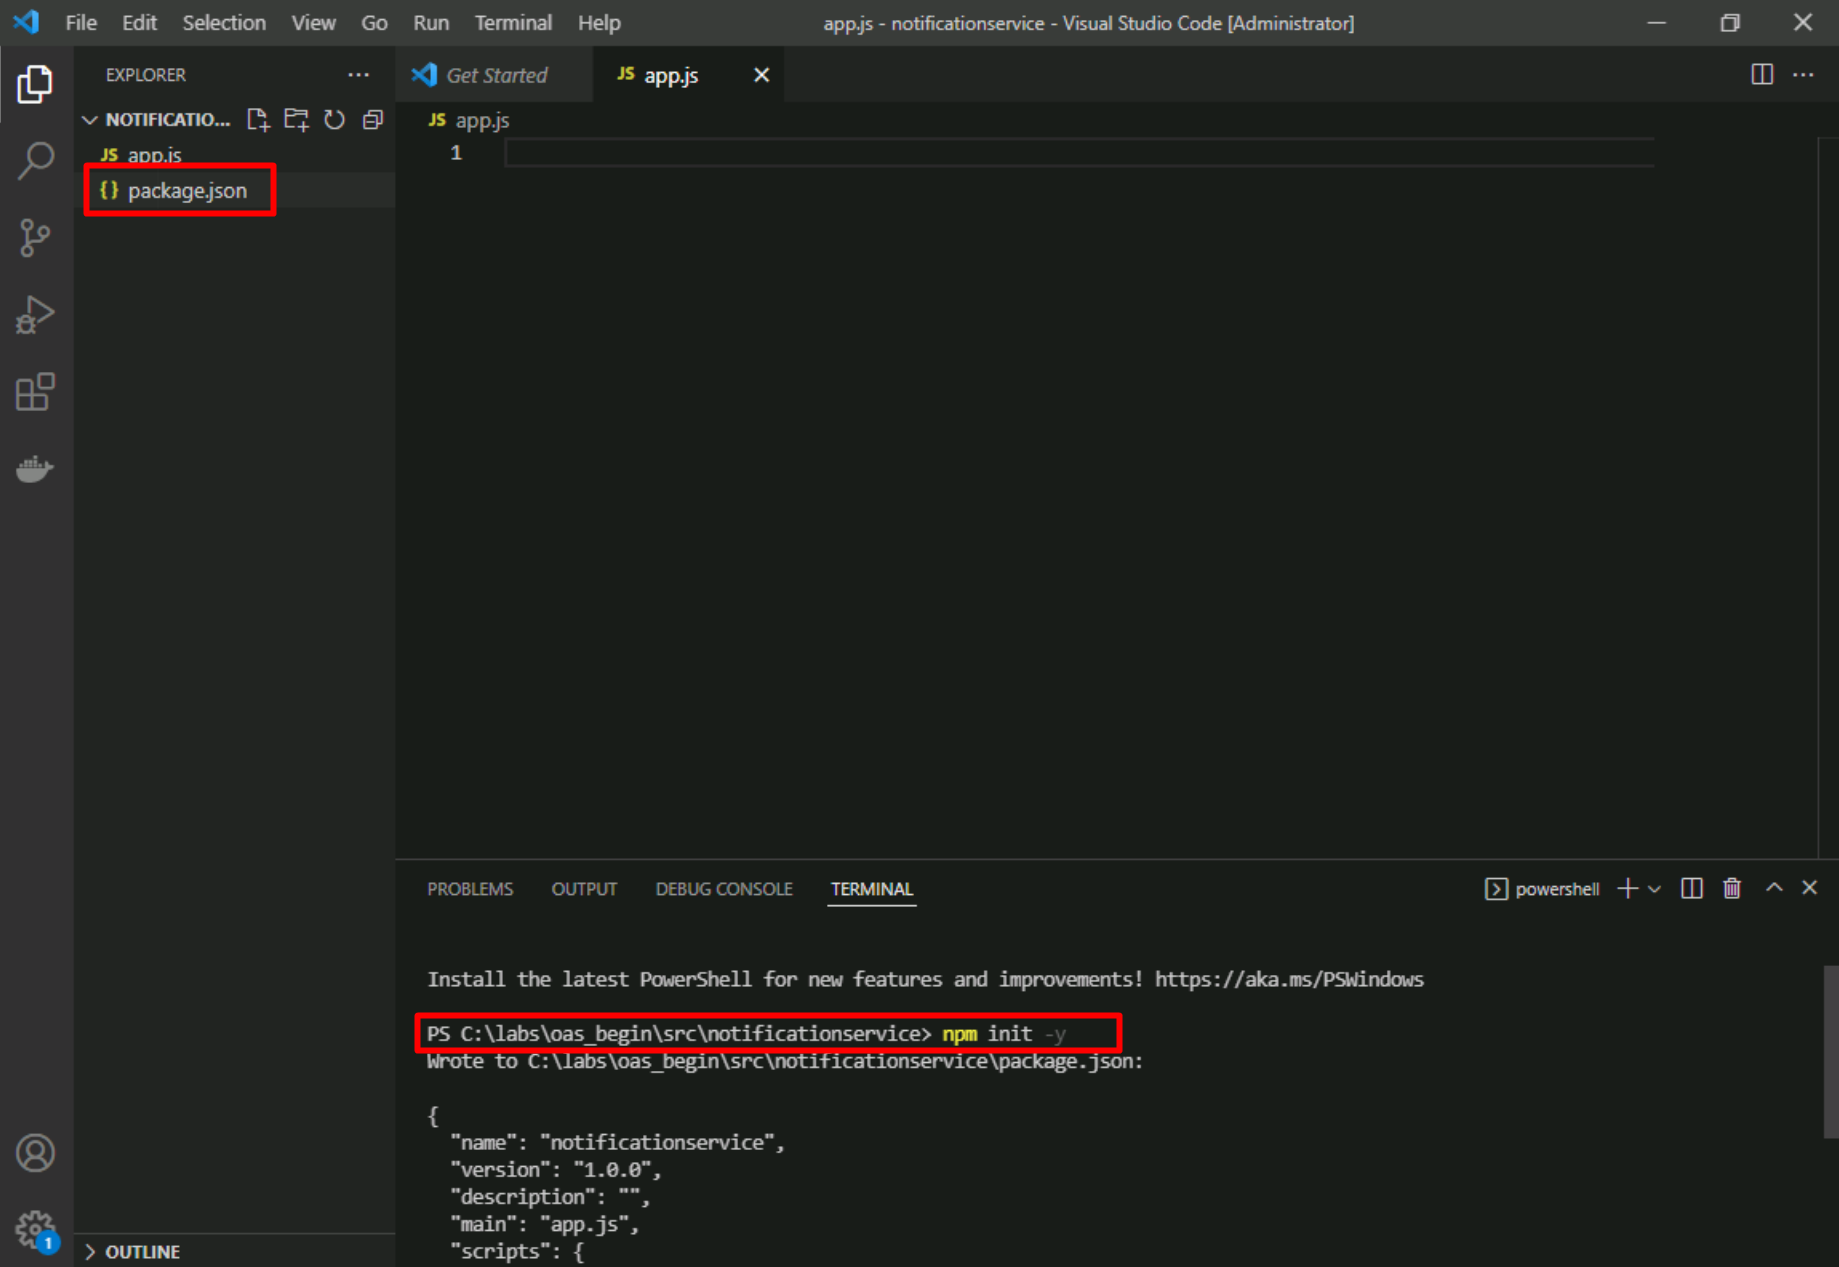 File Edit Selection View Go Run Terminal Help app.js - notificationservice - Visual Studio Code [Administrator]
EXPLORER
Get Started
JS app.js
NOTIFICATIO...
JS app.js
JS app.js
{} package.json
1
PROBLEMS OUTPUT DEBUG CONSOLE TERMINAL powershell
Install the latest PowerShell for new features and improvements! https://aka.ms/PSWindows
PS C:\labs\oas_begin\src\notificationservice> npm init -y
Wrote to C:\labs\oas_begin\src\notificationservice\package.json:
{
"name": "notificationservice",
"version": "1.0.0",
"description": "",
"main": "app.js",
"scripts": {
1
OUTLINE